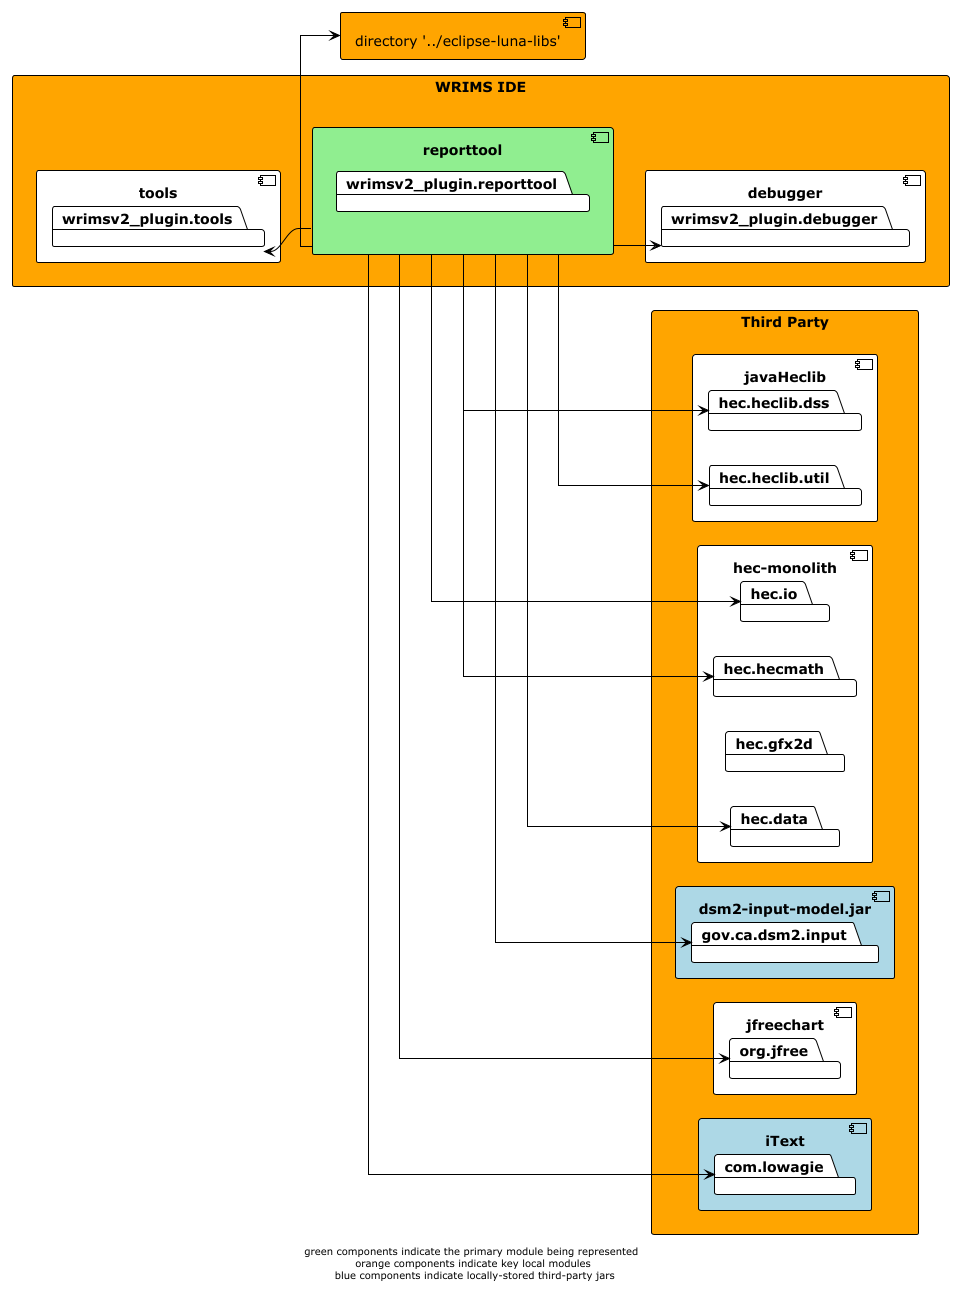 directory '../eclipse-luna-libs'
WRIMS IDE
reporttool
wrimsv2_plugin.reporttool
tools
wrimsv2_plugin.tools
debugger
wrimsv2_plugin.debugger
Third Party
javaHeclib
hec.heclib.dss
hec.heclib.util
hec-monolith
hec.io
hec.hecmath
hec.gfx2d
hec.data
dsm2-input-model.jar
gov.ca.dsm2.input
jfreechart
org.jfree
iText
com.lowagie
green components indicate the primary module being represented
orange components indicate key local modules
blue components indicate locally-stored third-party jars